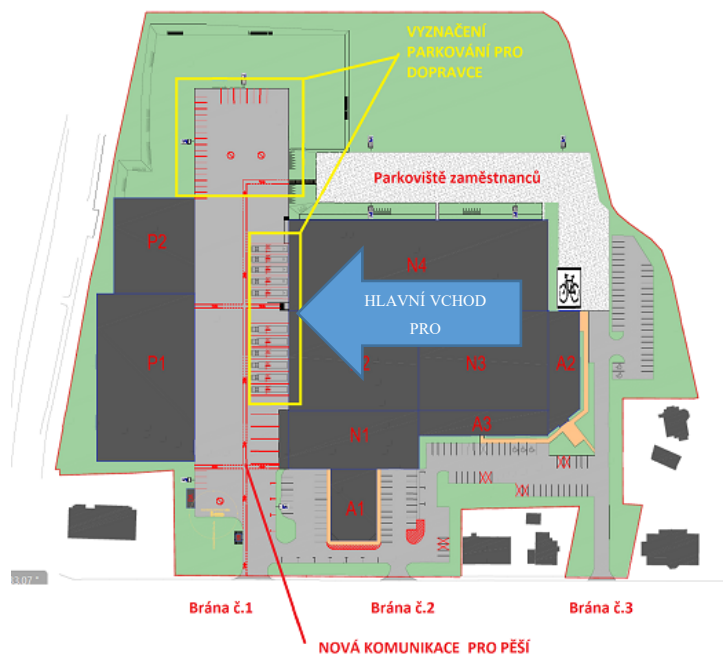 VYZNAČENÍ
PARKOVÁNÍ PRO
DOPRAVCE
Parkoviště zaměstnanců
P2
N4
HLAVNÍ VCHOD
PRO
P1
2
N3
A2
A3
N1
A1
Brána č.1
Brána č.2
Brána č.3
NOVÁ KOMUNIKACE PRO PĚŠÍ